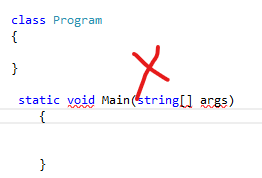 class Program
{
}
static void Main(string[] args)
{
}